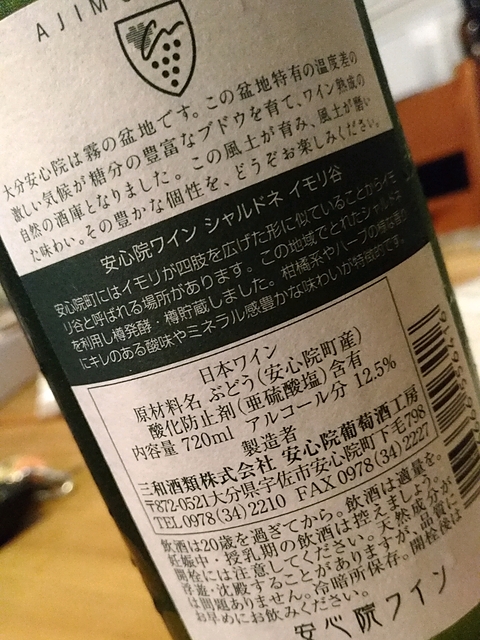 AJIM
大分安心院は霧の盆地です。この盆地特有の温度差の
激しい気候が糖分の豊富なブドウを育て、ワイン熟成の
自然の酒庫となりました。この風土が育み、風土が磨い
た味わい。その豊かな個性を、どうぞお楽しみください。
安心院ワイン シャルドネ イモリ谷
安心院町にはイモリが四肢を広げた形に似ていることからイモ
リ谷と呼ばれる場所があります。この地域でとれたシャルドネ
を利用し樽発酵・樽貯蔵しました。柑橘系やハーブの様な香り
にキレのある酸味やミネラル感豊かな味わいが特徴的です。
日本ワイン
原材料名 ぶどう(安心院町産)
酸化防止剤(亜硫酸塩)含有
内容量 720ml アルコール分 12.5%
製造者
三和酒類株式会社 安心院葡萄酒工房
〒872-0521大分県宇佐市安心院町下毛798
TEL0978(34)2210 FAX0978(34)2227
飲酒は20歳を過ぎてから。飲酒は適量を。
妊娠中・授乳期の飲酒は控えましょう。
開栓には注意してください。天然成分が
浮遊・沈殿することがありますが、品質に
は問題ありません。冷暗所保存。開栓後は
お早めにお飲みください。
安心院ワイン